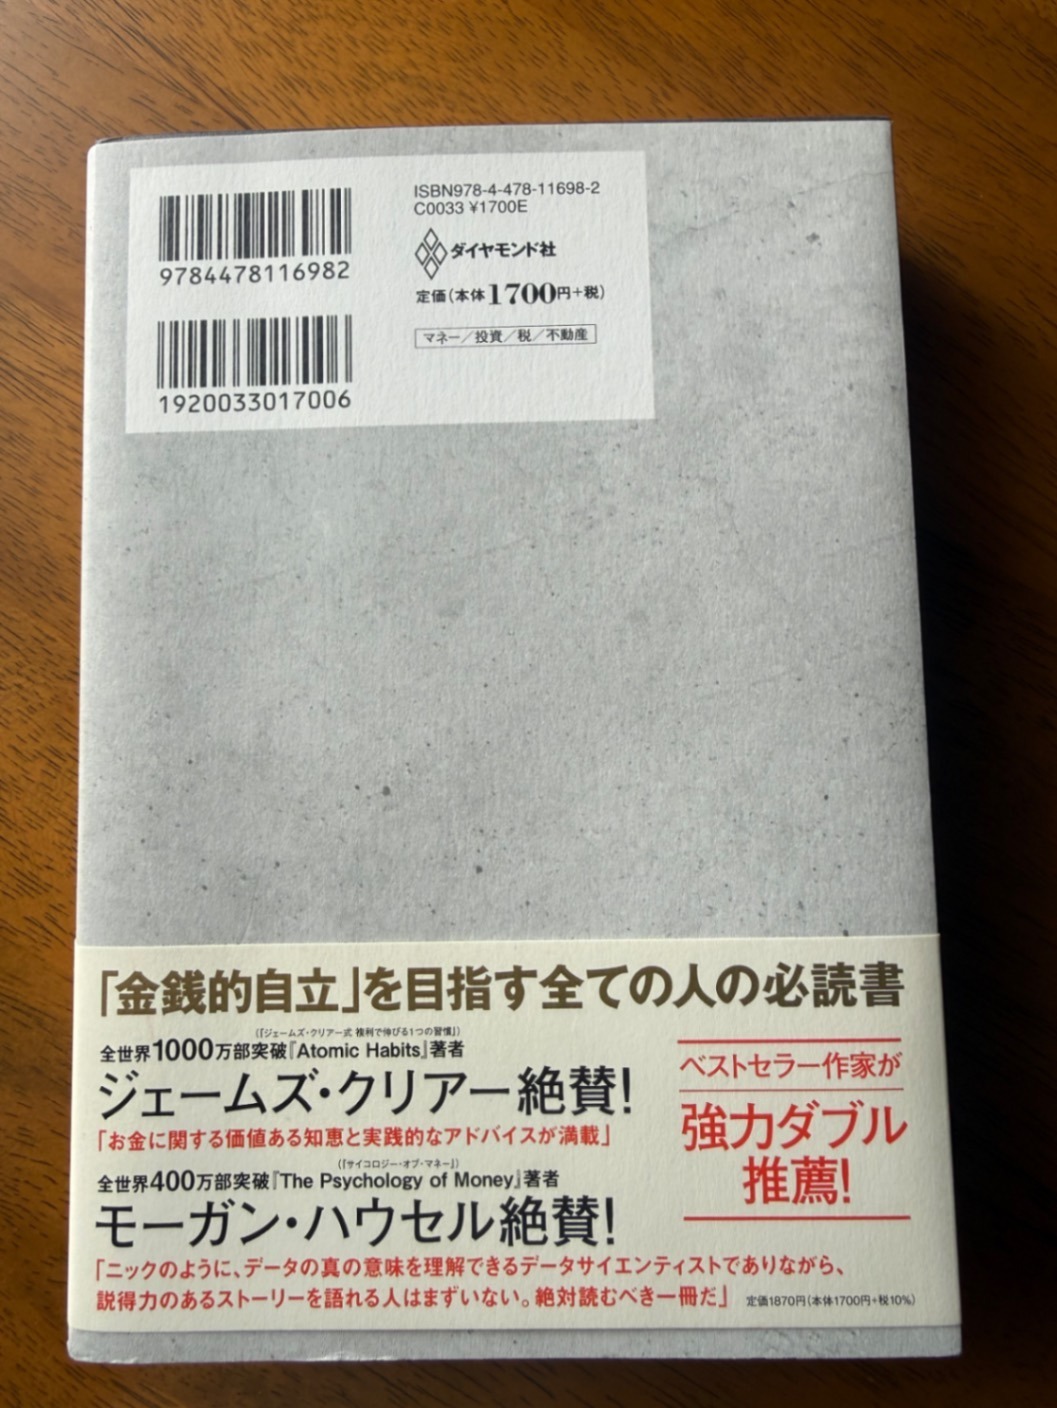 9784478116982
1920033017006
ISBN978-4-478-11698-2
C0033 ¥1700E
ダイヤモンド社
定価(本体1700円+税)
マネー/投資/税/不動産
「金銭的自立」を目指す全ての人の必読書
(『ジェームズ・クリアー式 複利で伸びる1つの習慣』)
全世界1000万部突破『Atomic Habits』著者
ジェームズ・クリアー絶賛!
「お金に関する価値ある知恵と実践的なアドバイスが満載」
(『サイコロジー・オブ・マネー』)
全世界400万部突破『The Psychology of Money』著者
モーガン・ハウセル絶賛!
「ニックのように、データの真の意味を理解できるデータサイエンティストでありながら、
説得力のあるストーリーを語れる人はまずいない。絶対読むべき一冊だ」
ベストセラー作家が
強力ダブル
推薦!
定価1870円(本体1700円+税10%)